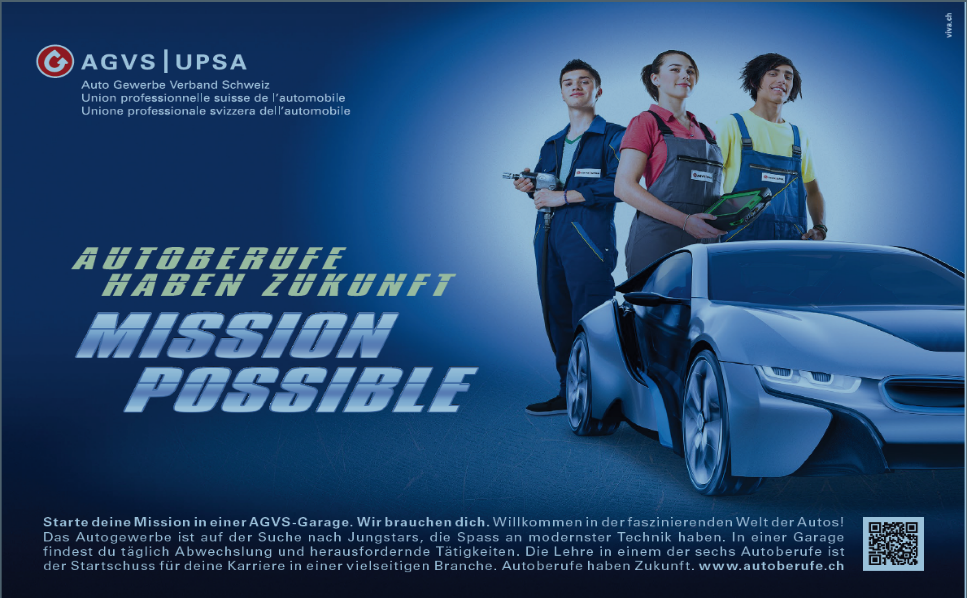 viva.ch
AGVS | UPSA
Auto Gewerbe Verband Schweiz
Union professionnelle suisse de l'automobile
Unione professionale svizzera dell'automobile
AUTOBERUFE
HABEN ZUKUNFT
MISSION
POSSIBLE
Starte deine Mission in einer AGVS-Garage. Wir brauchen dich. Willkommen in der faszinierenden Welt der Autos!
Das Autogewerbe ist auf der Suche nach Jungstars, die Spass an modernster Technik haben. In einer Garage
findest du täglich Abwechslung und herausfordernde Tätigkeiten. Die Lehre in einem der sechs Autoberufe ist
der Startschuss für deine Karriere in einer vielseitigen Branche. Autoberufe haben Zukunft. www.autoberufe.ch